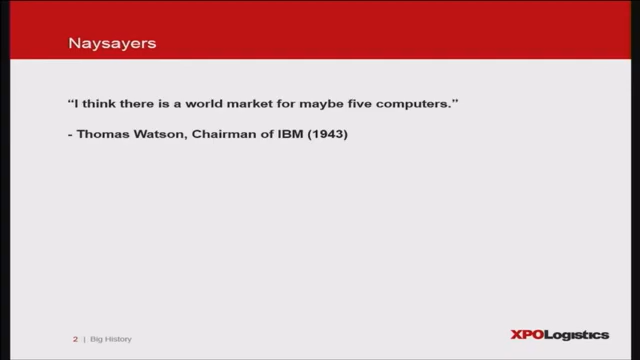 Naysayers
“I think there is a world market for maybe five computers.”
- Thomas Watson, Chairman of IBM (1943)
2 | Big History
XPOLogistics